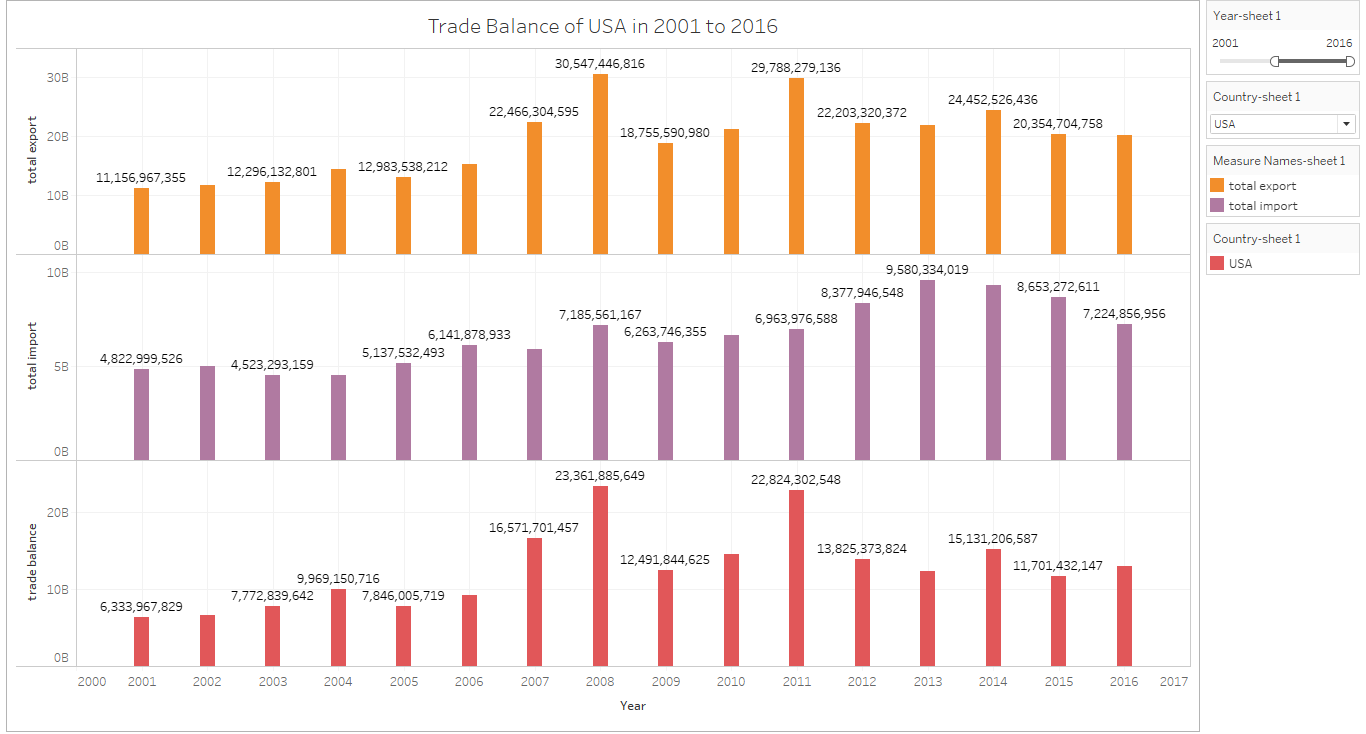 Trade Balance of USA in 2001 to 2016
total export
30B
20B
10B
0B
11,156,967,355
12,296,132,801
12,983,538,212
22,466,304,595
30,547,446,816
18,755,590,980
29,788,279,136
22,203,320,372
24,452,526,436
20,354,704,758
total import
10B
5B
0B
4,822,999,526
4,523,293,159
5,137,532,493
6,141,878,933
7,185,561,167
6,263,746,355
6,963,976,588
8,377,946,548
9,580,334,019
8,653,272,611
7,224,856,956
trade balance
20B
10B
0B
6,333,967,829
7,772,839,642
9,969,150,716
7,846,005,719
16,571,701,457
23,361,885,649
12,491,844,625
22,824,302,548
13,825,373,824
15,131,206,587
11,701,432,147
2000 2001 2002 2003 2004 2005 2006 2007 2008 2009 2010 2011 2012 2013 2014 2015 2016 2017
Year
Year-sheet 1
2001 2016
Country-sheet 1
USA
Measure Names-sheet 1
total export
total import
Country-sheet 1
USA